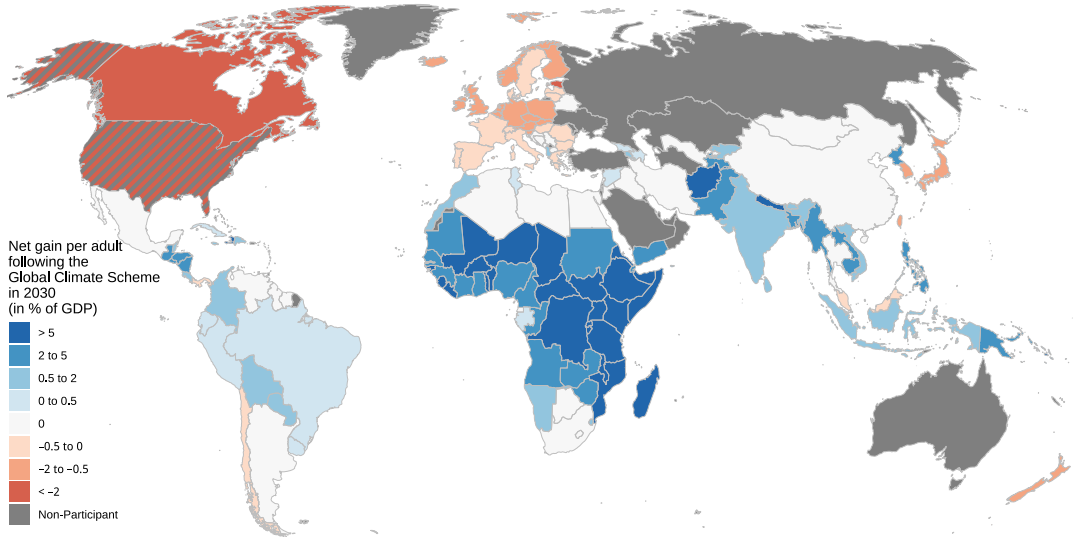 Net gain per adult
following the
Global Climate Scheme
in 2030
(in % of GDP)
> 5
2 to 5
0.5 to 2
0 to 0.5
0
−0.5 to 0
−2 to −0.5
< −2
Non-Participant